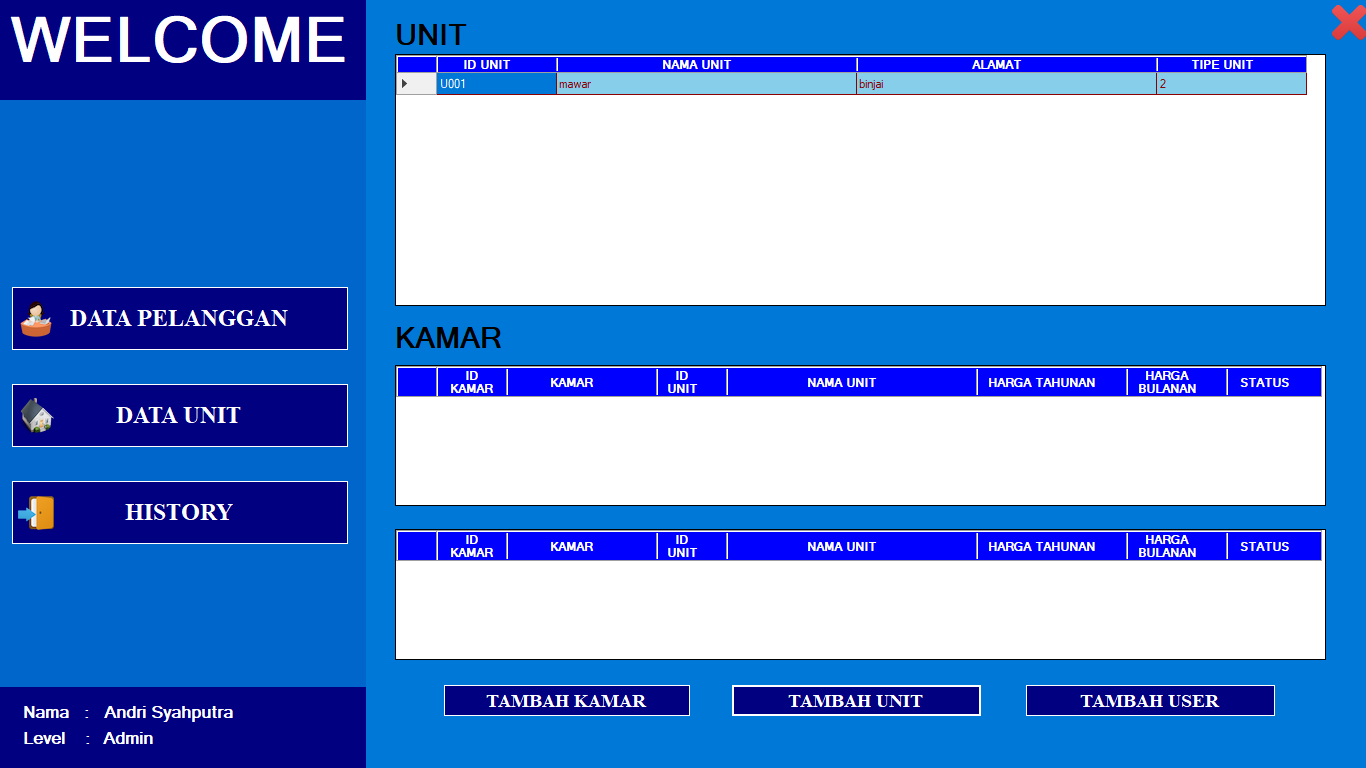 WELCOME
DATA PELANGGAN
DATA UNIT
HISTORY
Nama : Andri Syahputra
Level : Admin
UNIT
ID UNIT NAMA UNIT ALAMAT TIPE UNIT
U001 mawar binjai 2
KAMAR
ID KAMAR KAMAR ID UNIT NAMA UNIT HARGA TAHUNAN HARGA BULANAN STATUS
ID KAMAR KAMAR ID UNIT NAMA UNIT HARGA TAHUNAN HARGA BULANAN STATUS
TAMBAH KAMAR TAMBAH UNIT TAMBAH USER